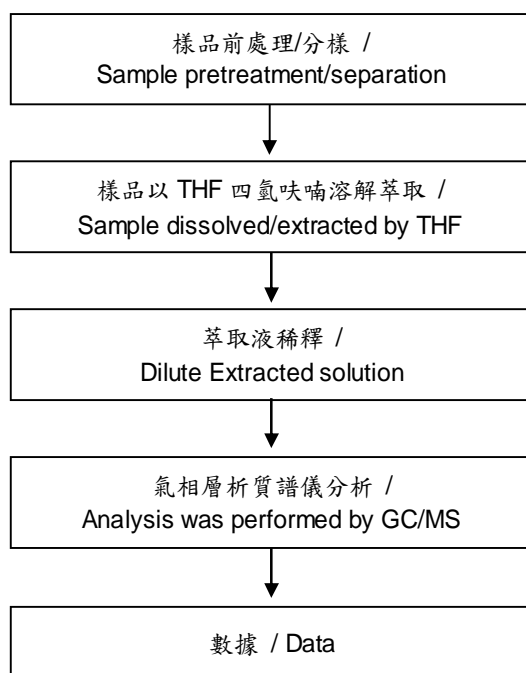 樣品前處理/分樣 /
Sample pretreatment/separation
樣品以 THF 四氫呋喃溶解萃取 /
Sample dissolved/extracted by THF
萃取液稀釋 /
Dilute Extracted solution
氣相層析質譜儀分析 /
Analysis was performed by GC/MS
數據 / Data